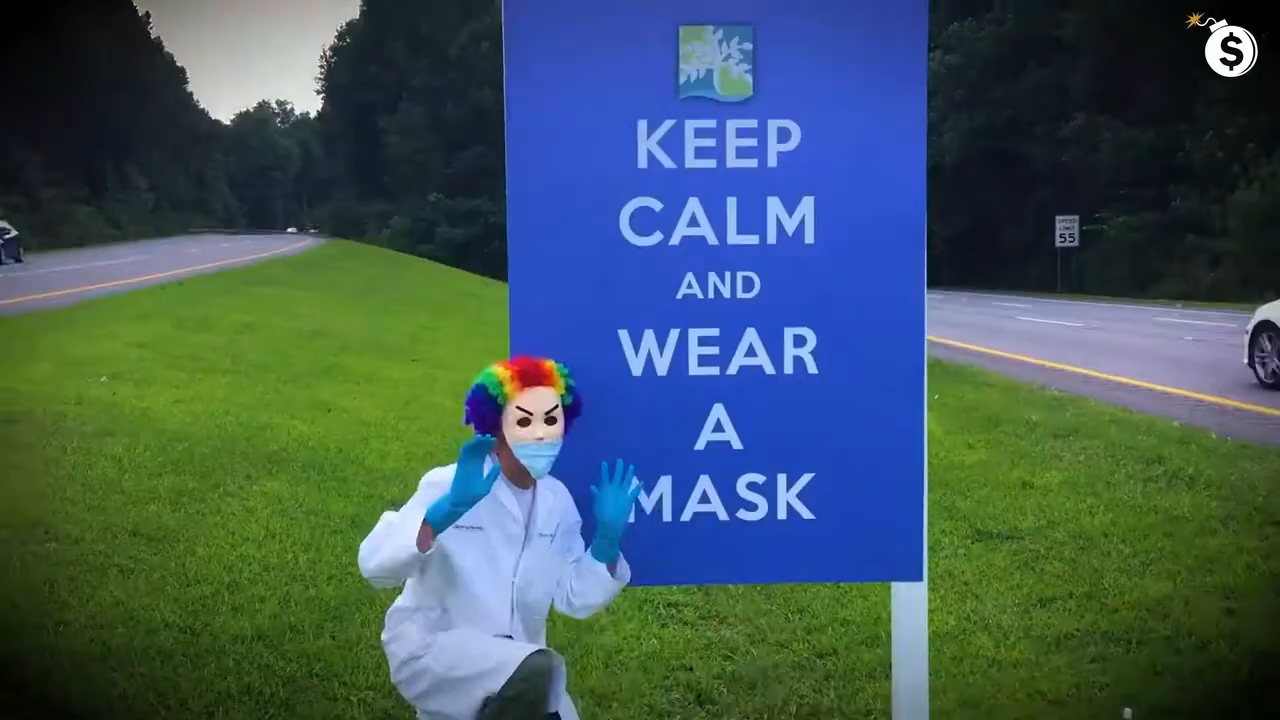 KEEP
CALM
AND
WEAR
A
MASK
SPEED
LIMIT
55
$